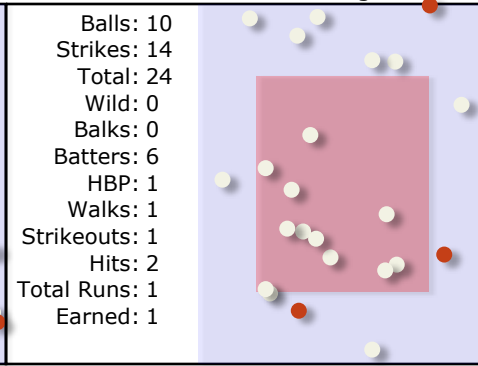 Balls: 10
Strikes: 14
Total: 24
Wild: 0
Balks: 0
Batters: 6
HBP: 1
Walks: 1
Strikeouts: 1
Hits: 2
Total Runs: 1
Earned: 1